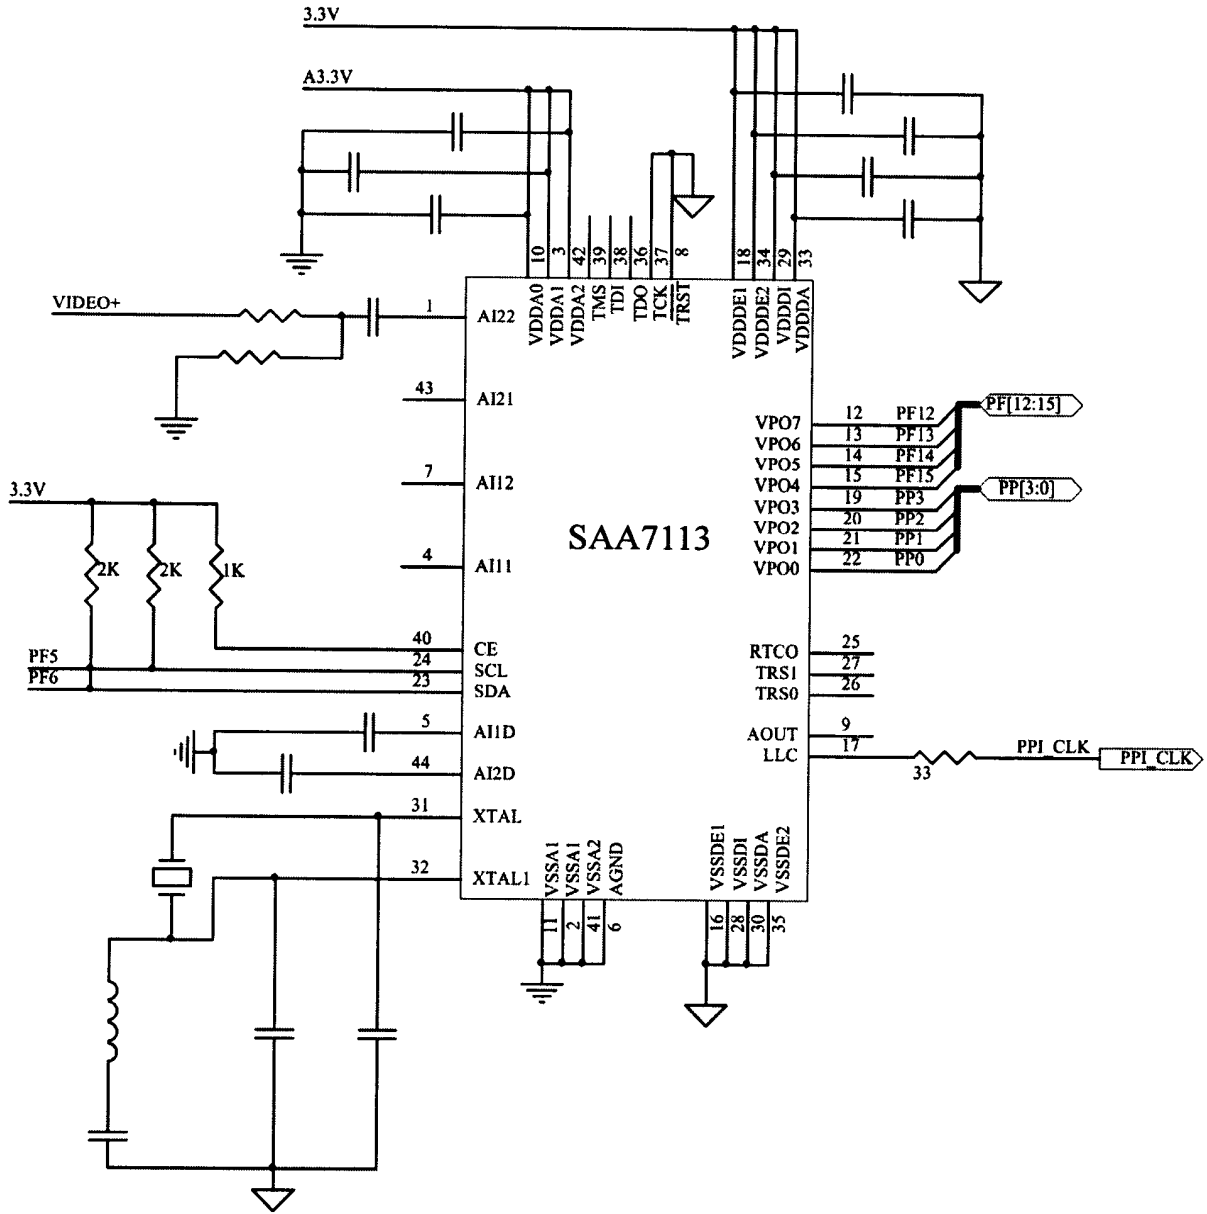 3.3V
A3.3V
10
3
42
39
38
36
37
8
18
34
29
33
VDDA0
VDDA1
VDDA2
TMS
TDI
TDO
TCK
TRST
VDDDE1
VDDDE2
VDDDI
VDDDA
VIDEO+
1
AI22
43
AI21
7
AI12
4
AI11
3.3V
2K
2K
1K
40
CE
PF5
24
SCL
PF6
23
SDA
5
AI1D
44
AI2D
31
XTAL
32
XTAL1
SAA7113
VPO7
12
PF12
VPO6
13
PF13
VPO5
14
PF14
VPO4
15
PF15
VPO3
19
PP3
VPO2
20
PP2
VPO1
21
PP1
VPO0
22
PP0
PF[12:15]
PP[3:0]
RTCO
25
TRS1
27
TRS0
26
AOUT
9
LLC
17
33
PPI_CLK
PPI_CLK
VSSA1
VSSA1
VSSA2
AGND
VSSDE1
VSSDI
VSSDA
VSSDE2
11
2
41
6
16
28
30
35